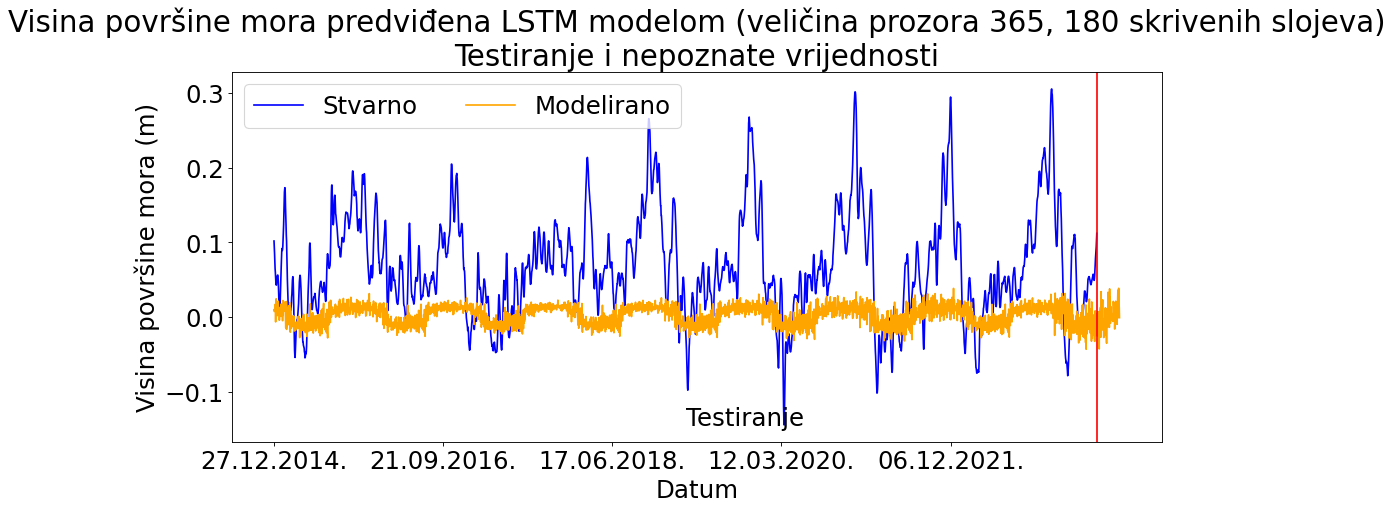 Visina površine mora predviđena LSTM modelom (veličina prozora 365, 180 skrivenih slojeva)
Testiranje i nepoznate vrijednosti
Stvarno Modelirano
Visina površine mora (m)
0.3
0.2
0.1
0.0
−0.1
Testiranje
27.12.2014. 21.09.2016. 17.06.2018. 12.03.2020. 06.12.2021.
Datum